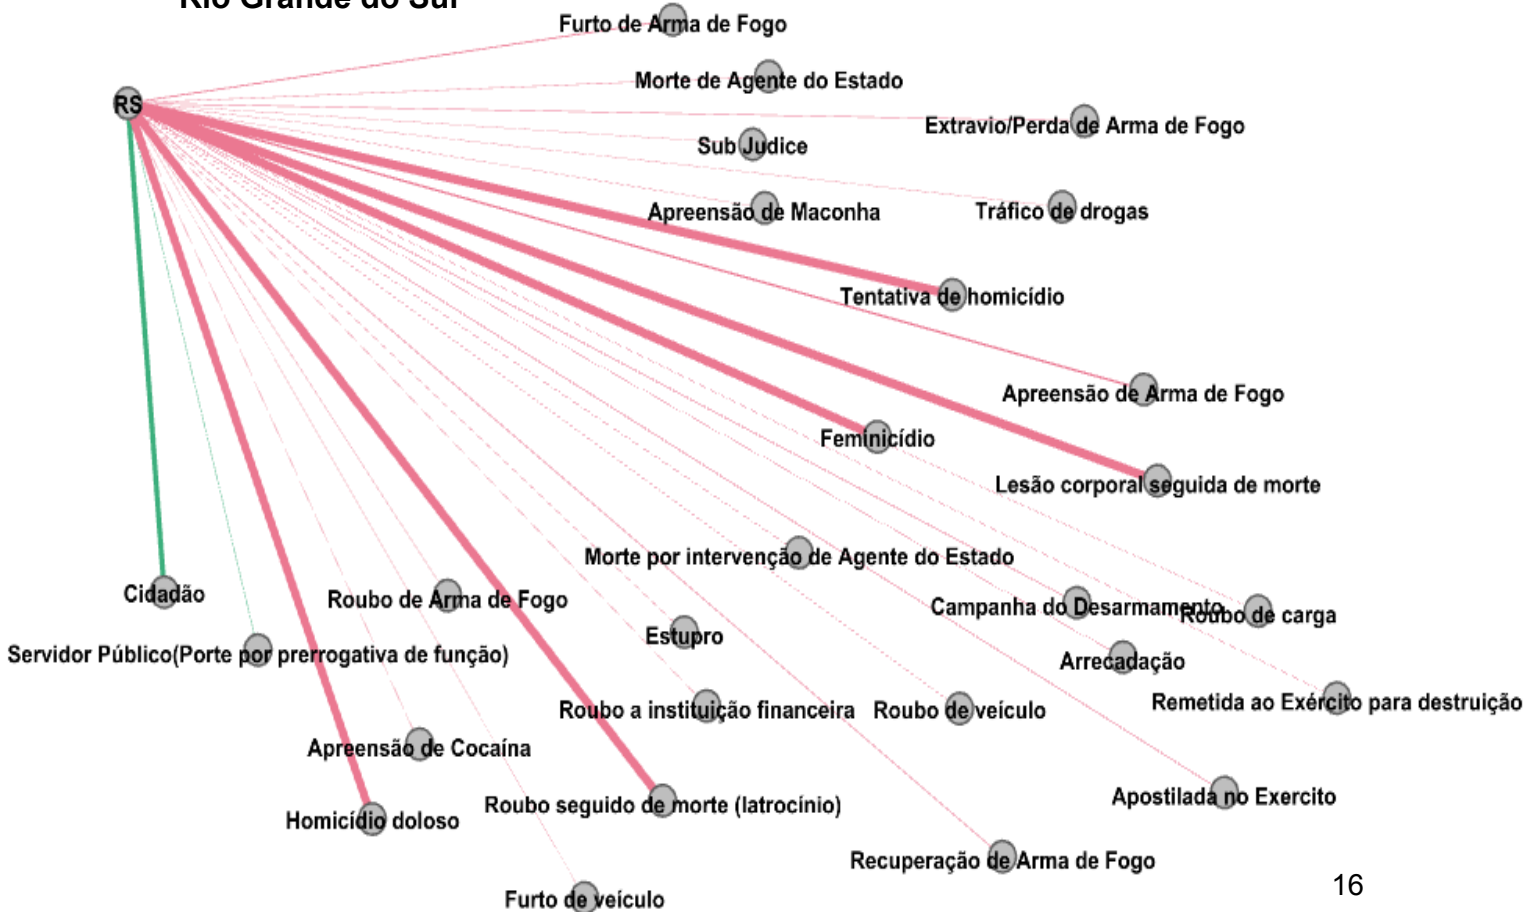 Rio Grande do Sul
Furto de Arma de Fogo
Morte de Agente do Estado
RS
Extravio/Perda de Arma de Fogo
Sub Judice
Apreensão de Maconha
Tráfico de drogas
Tentativa de homicídio
Apreensão de Arma de Fogo
Feminicídio
Lesão corporal seguida de morte
Morte por intervenção de Agente do Estado
Cidadão
Roubo de Arma de Fogo
Campanha do Desarmamento
Roubo de carga
Estupro
Servidor Público(Porte por prerrogativa de função)
Arrecadação
Remetida ao Exército para destruição
Roubo a instituição financeira
Roubo de veículo
Apreensão de Cocaína
Apostilada no Exercito
Roubo seguido de morte (latrocínio)
Homicídio doloso
Recuperação de Arma de Fogo
16
Furto de veículo